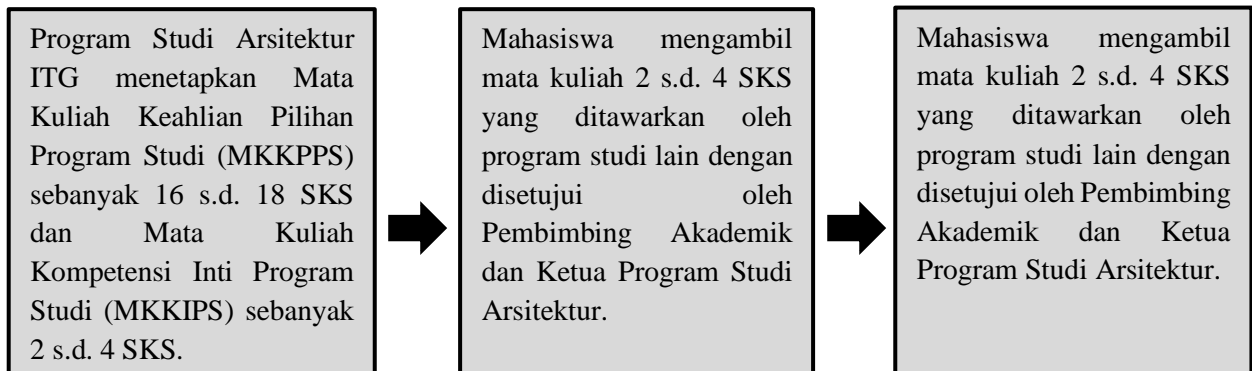 Program Studi Arsitektur
ITG menetapkan Mata
Kuliah Keahlian Pilihan
Program Studi (MKKPPS)
sebanyak 16 s.d. 18 SKS
dan Mata Kuliah
Kompetensi Inti Program
Studi (MKKIPS) sebanyak
2 s.d. 4 SKS.
Mahasiswa mengambil
mata kuliah 2 s.d. 4 SKS
yang ditawarkan oleh
program studi lain dengan
disetujui oleh
Pembimbing Akademik
dan Ketua Program Studi
Arsitektur.
Mahasiswa mengambil
mata kuliah 2 s.d. 4 SKS
yang ditawarkan oleh
program studi lain dengan
disetujui oleh Pembimbing
Akademik dan Ketua
Program Studi Arsitektur.